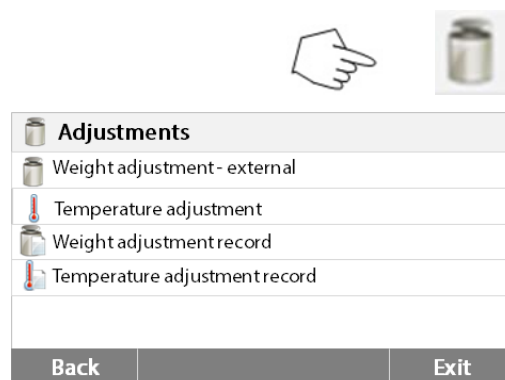 Adjustments
Weight adjustment - external
Temperature adjustment
Weight adjustment record
Temperature adjustment record
Back Exit